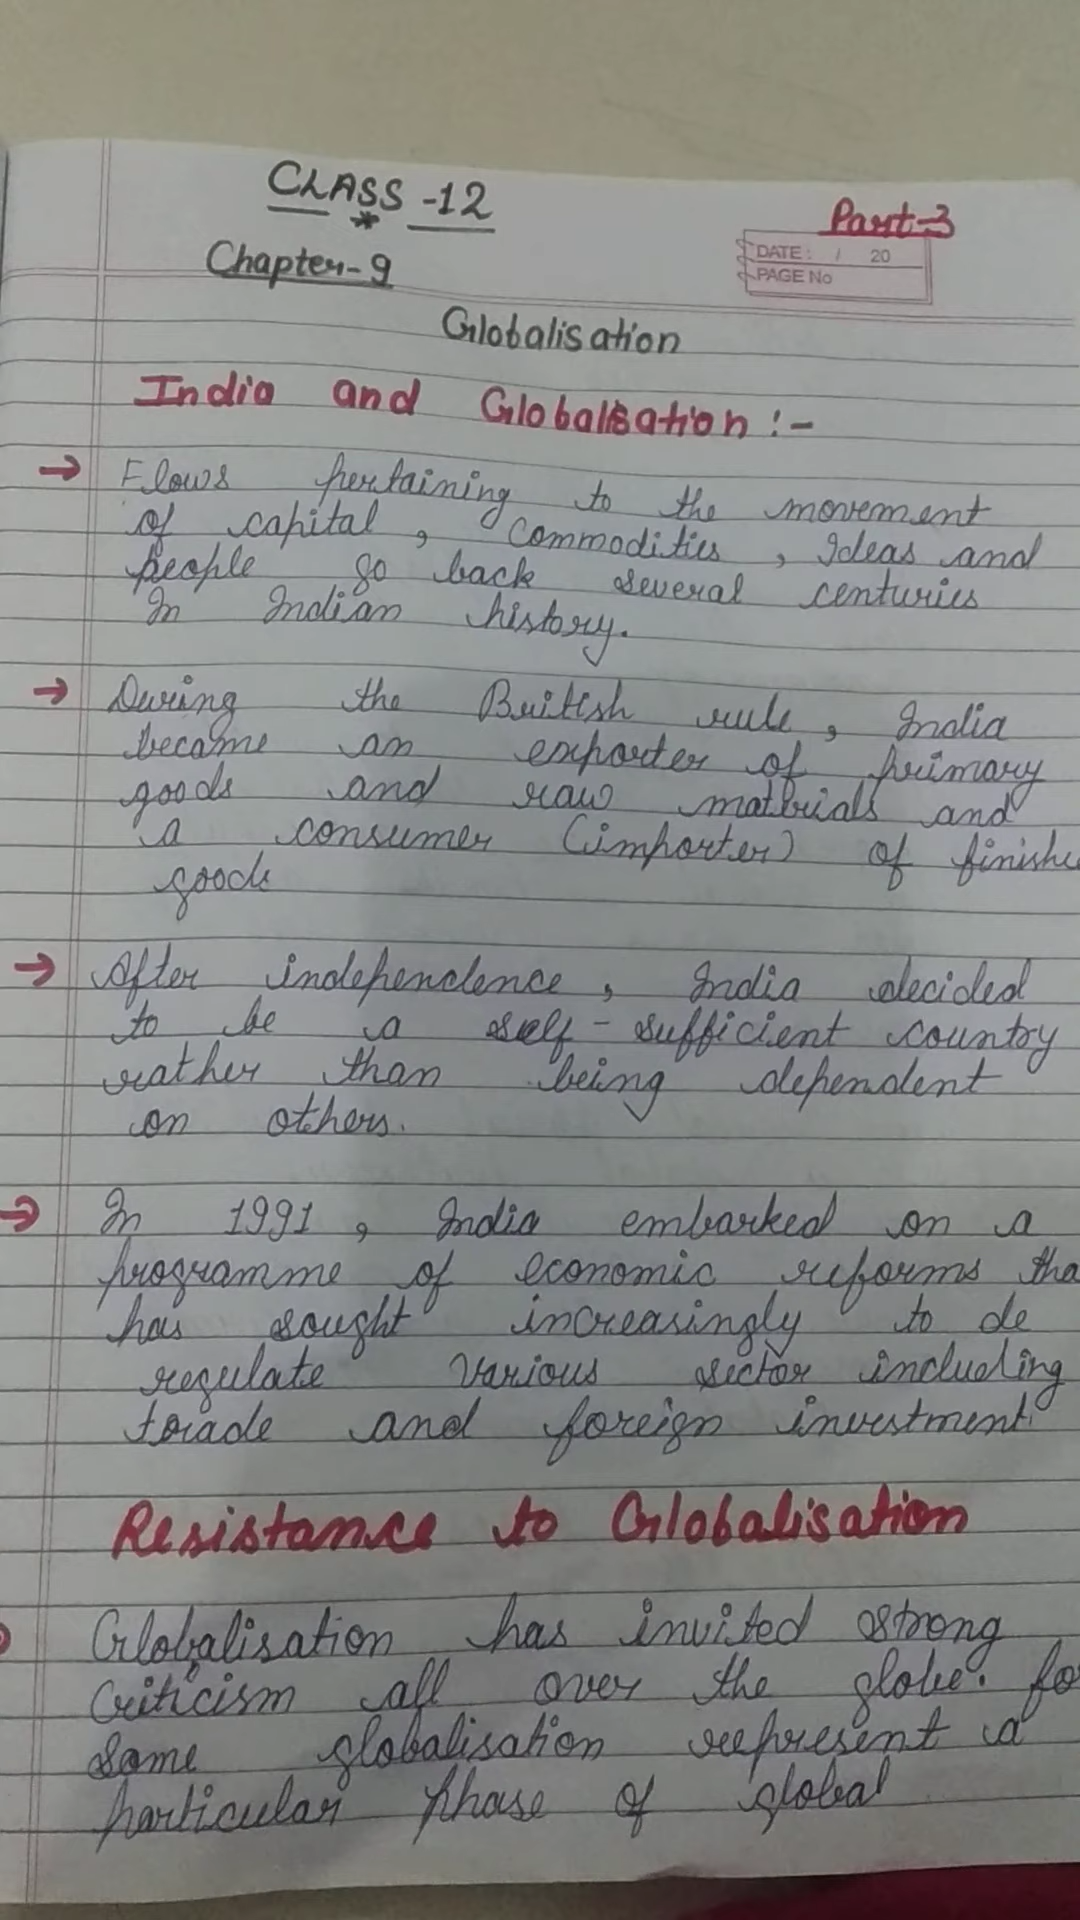 CLASS -12
Part-3
DATE: / 20
Chapter-9
PAGE No
Globalisation
India and Globalisation :-
→ Flows pertaining to the movement
of capital, Commodities, Ideas and
people go back several centuries
In Indian history.
→ During the British rule, India
became an exporter of primary
goods and raw materials and
a consumer (importer) of finishe
goods
→ After independence, India decided
to be a self-sufficient country
rather than being dependent
on others.
→ In 1991, India embarked on a
programme of economic reforms tha
has sought increasingly to de
regulate various sector including
trade and foreign investment.
Resistance to Globalisation
Globalisation has invited strong
Criticism all over the globe. fo
some globalisation represent a
particular phase of global